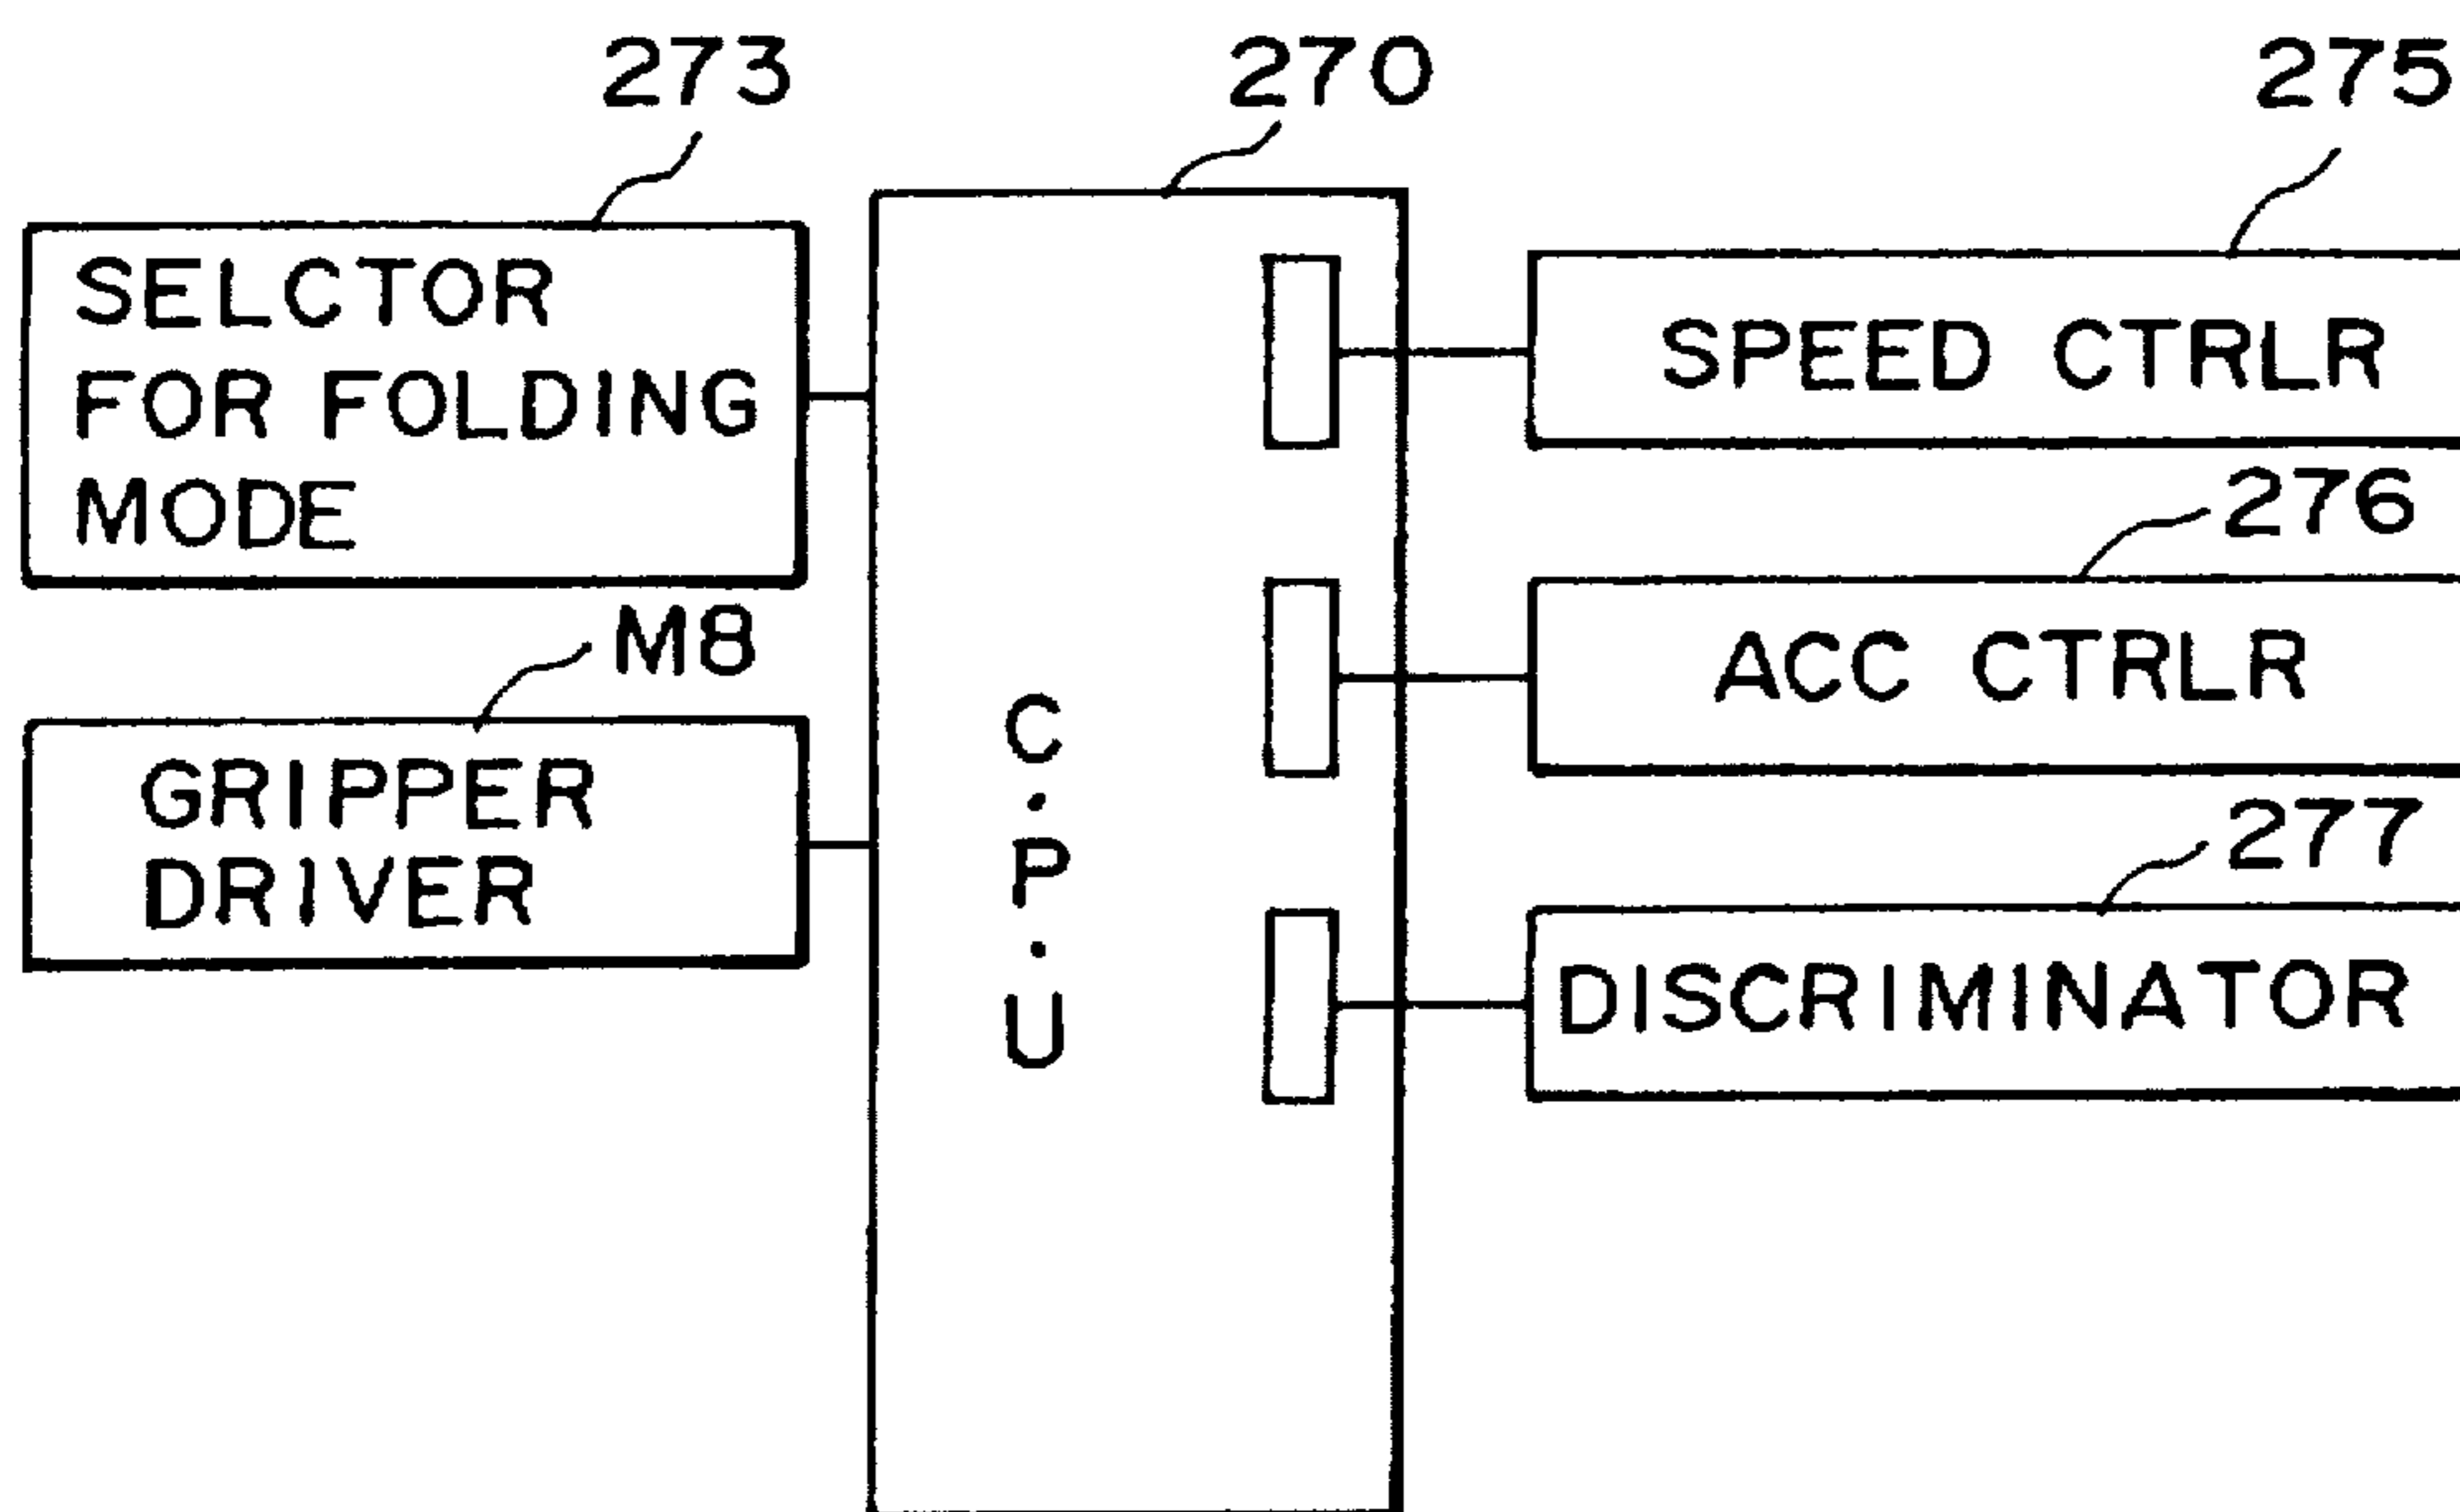 273
270
275
SELCTOR
FOR FOLDING
MODE
SPEED CTRLR
276
M8
ACC CTRLR
GRIPPER
DRIVER
C.P.U
277
DISCRIMINATOR